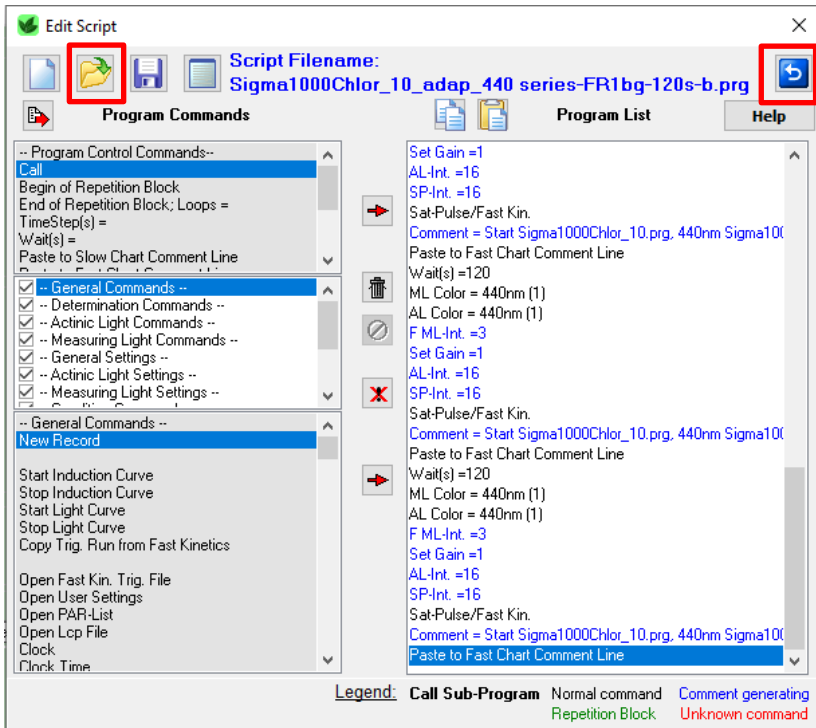 Edit Script
Script Filename:
Sigma1000Chlor_10_adap_440 series-FR1bg-120s-b.prg
Program Commands
Program List
Help
-- Program Control Commands--
Call
Begin of Repetition Block
End of Repetition Block; Loops =
TimeStep(s) =
Wait(s) =
Paste to Slow Chart Comment Line
-- General Commands --
-- Determination Commands --
-- Actinic Light Commands --
-- Measuring Light Commands --
-- General Settings --
-- Actinic Light Settings --
-- Measuring Light Settings --
-- General Commands --
New Record
Start Induction Curve
Stop Induction Curve
Start Light Curve
Stop Light Curve
Copy Trig. Run from Fast Kinetics
Open Fast Kin. Trig. File
Open User Settings
Open PAR-List
Open Lcp File
Clock
Clock Time
Set Gain =1
AL-Int. =16
SP-Int. =16
Sat-Pulse/Fast Kin.
Comment = Start Sigma1000Chlor_10.prg, 440nm Sigma10
Paste to Fast Chart Comment Line
Wait(s) =120
ML Color = 440nm (1)
AL Color = 440nm (1)
F ML-Int. =3
Set Gain =1
AL-Int. =16
SP-Int. =16
Sat-Pulse/Fast Kin.
Comment = Start Sigma1000Chlor_10.prg, 440nm Sigma10
Paste to Fast Chart Comment Line
Wait(s) =120
ML Color = 440nm (1)
AL Color = 440nm (1)
F ML-Int. =3
Set Gain =1
AL-Int. =16
SP-Int. =16
Sat-Pulse/Fast Kin.
Comment = Start Sigma1000Chlor_10.prg, 440nm Sigma10
Paste to Fast Chart Comment Line
Legend: Call Sub-Program Normal command Comment generating
Repetition Block Unknown command